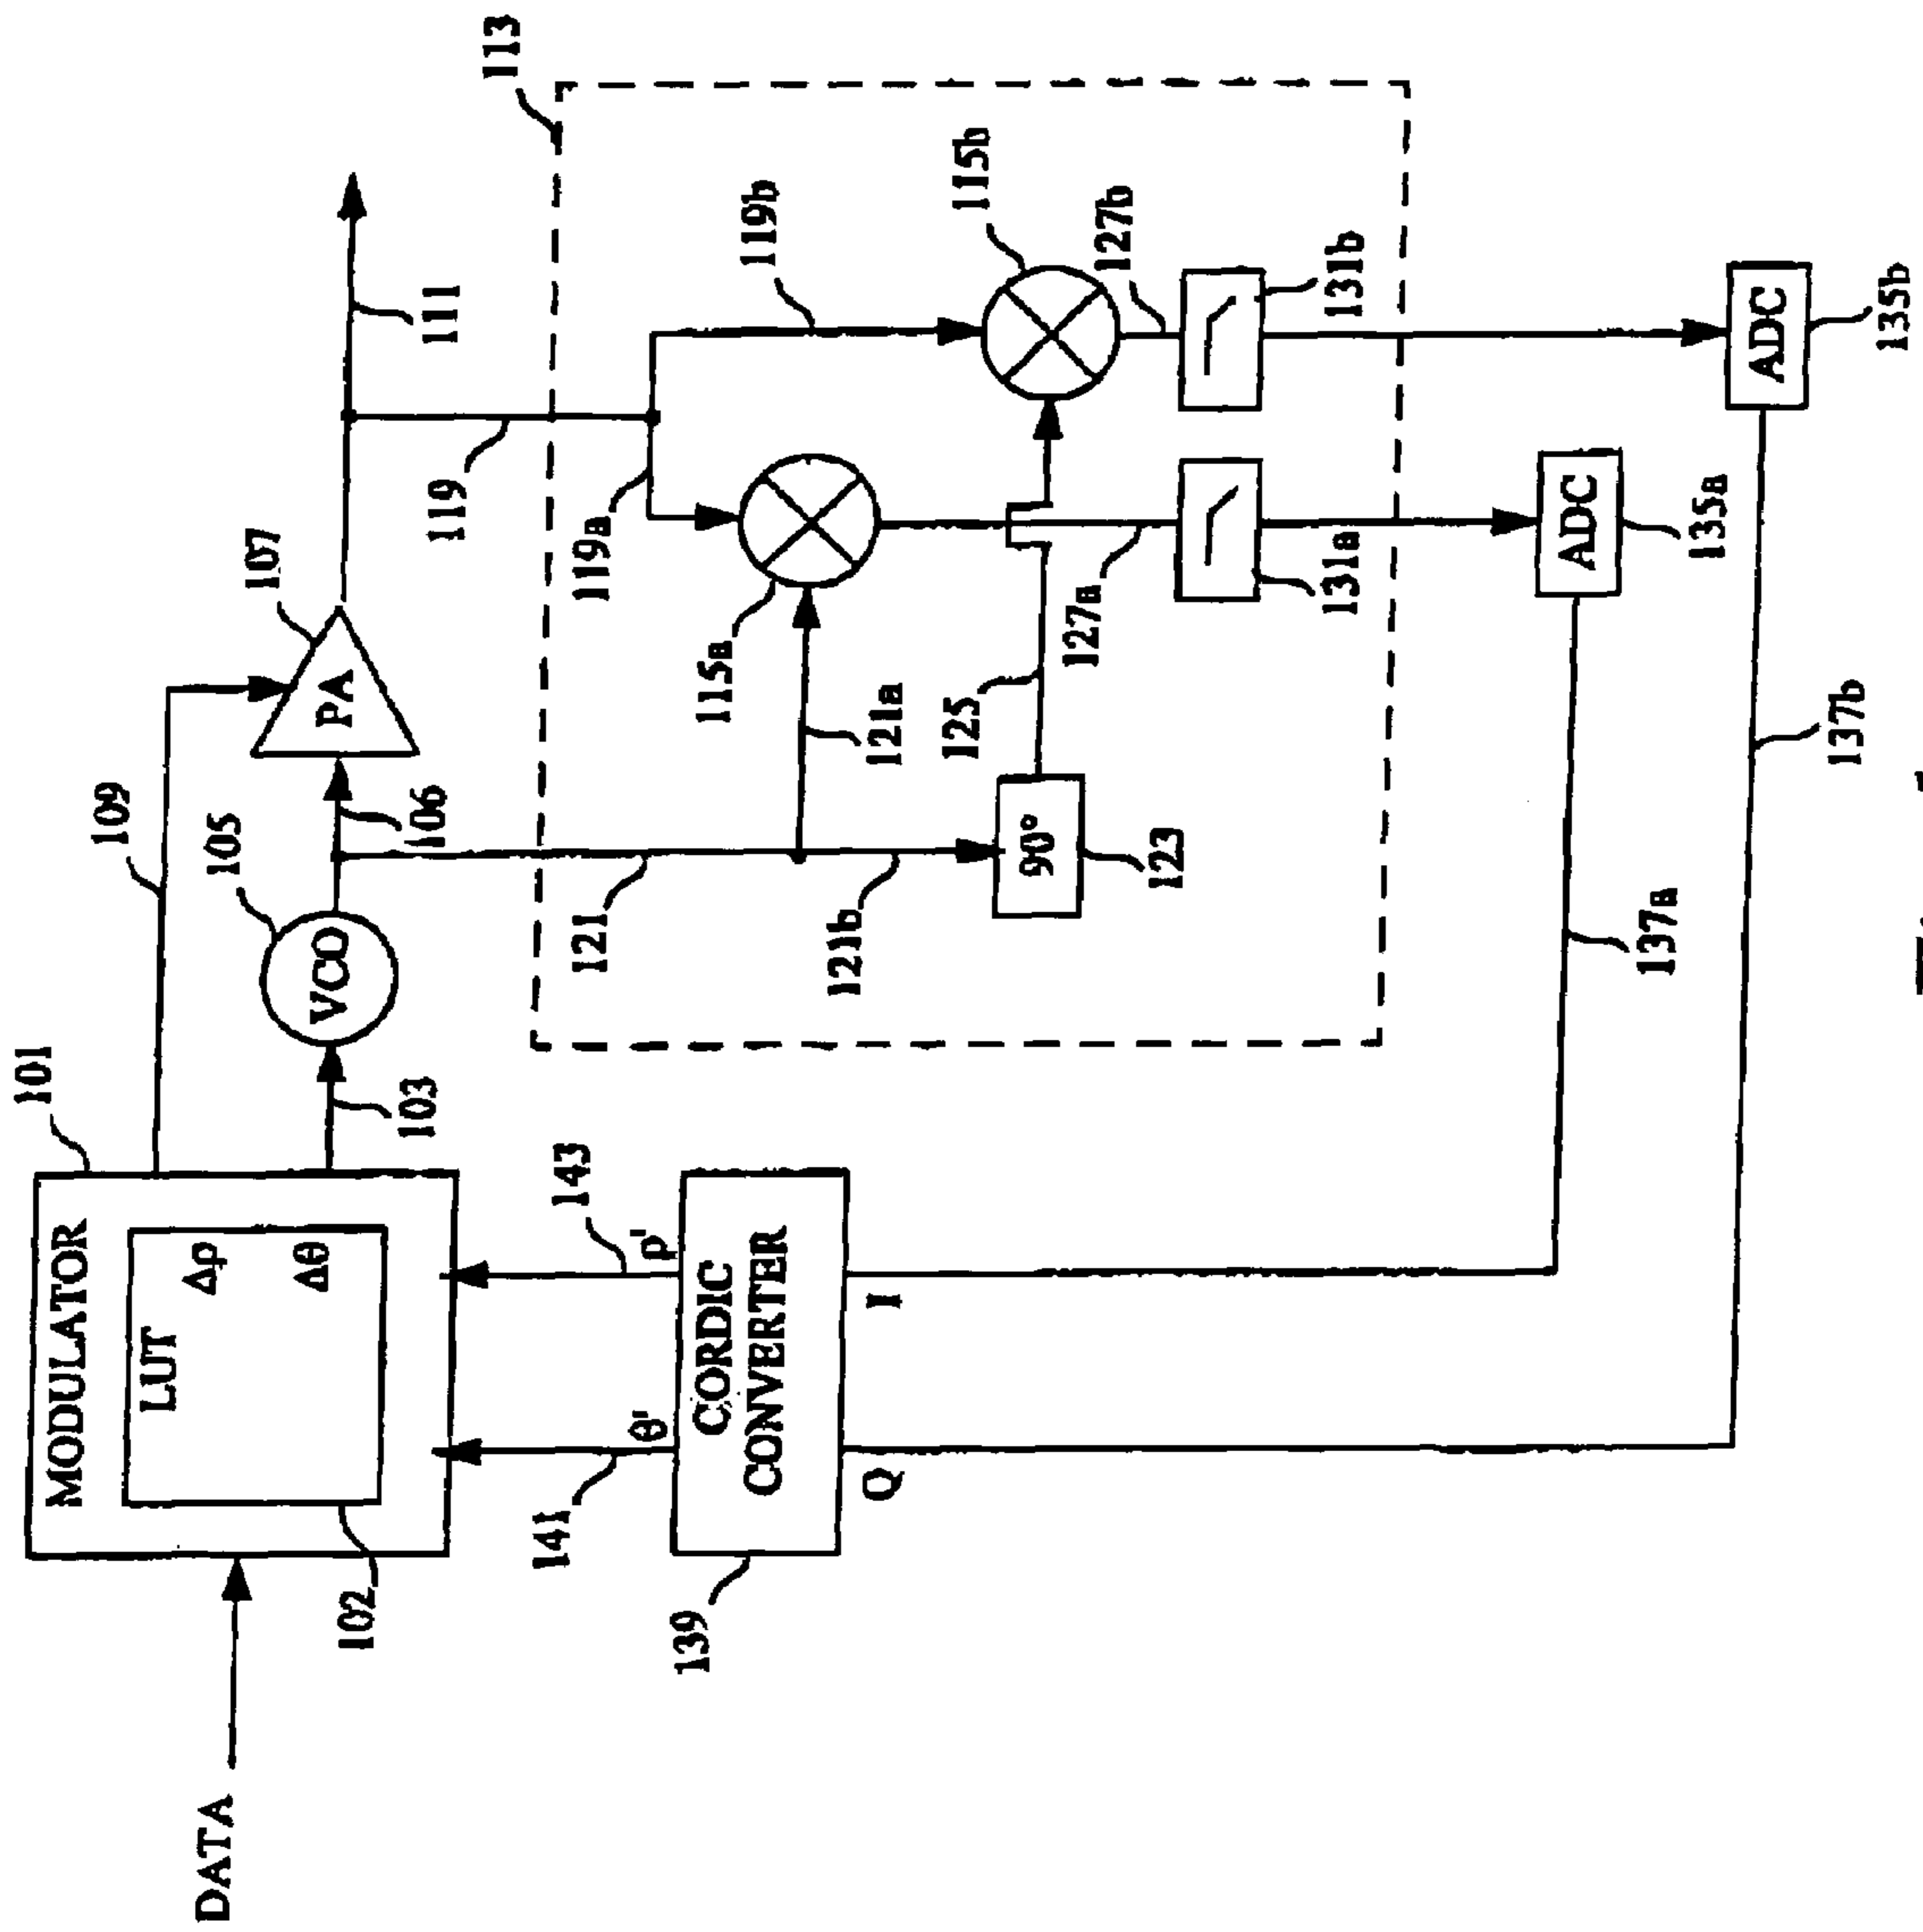 101
MODULATOR
LUT
Δρ
Δθ
102
DATA
103
105
VCO
106
109
107
PA
111
113
119
119a
119b
115a
115b
121
121a
121b
90°
123
125
127a
127b
131a
131b
ADC
135a
ADC
135b
137a
137b
CORDIC
CONVERTER
139
θ'
ρ'
141
143
I
Q